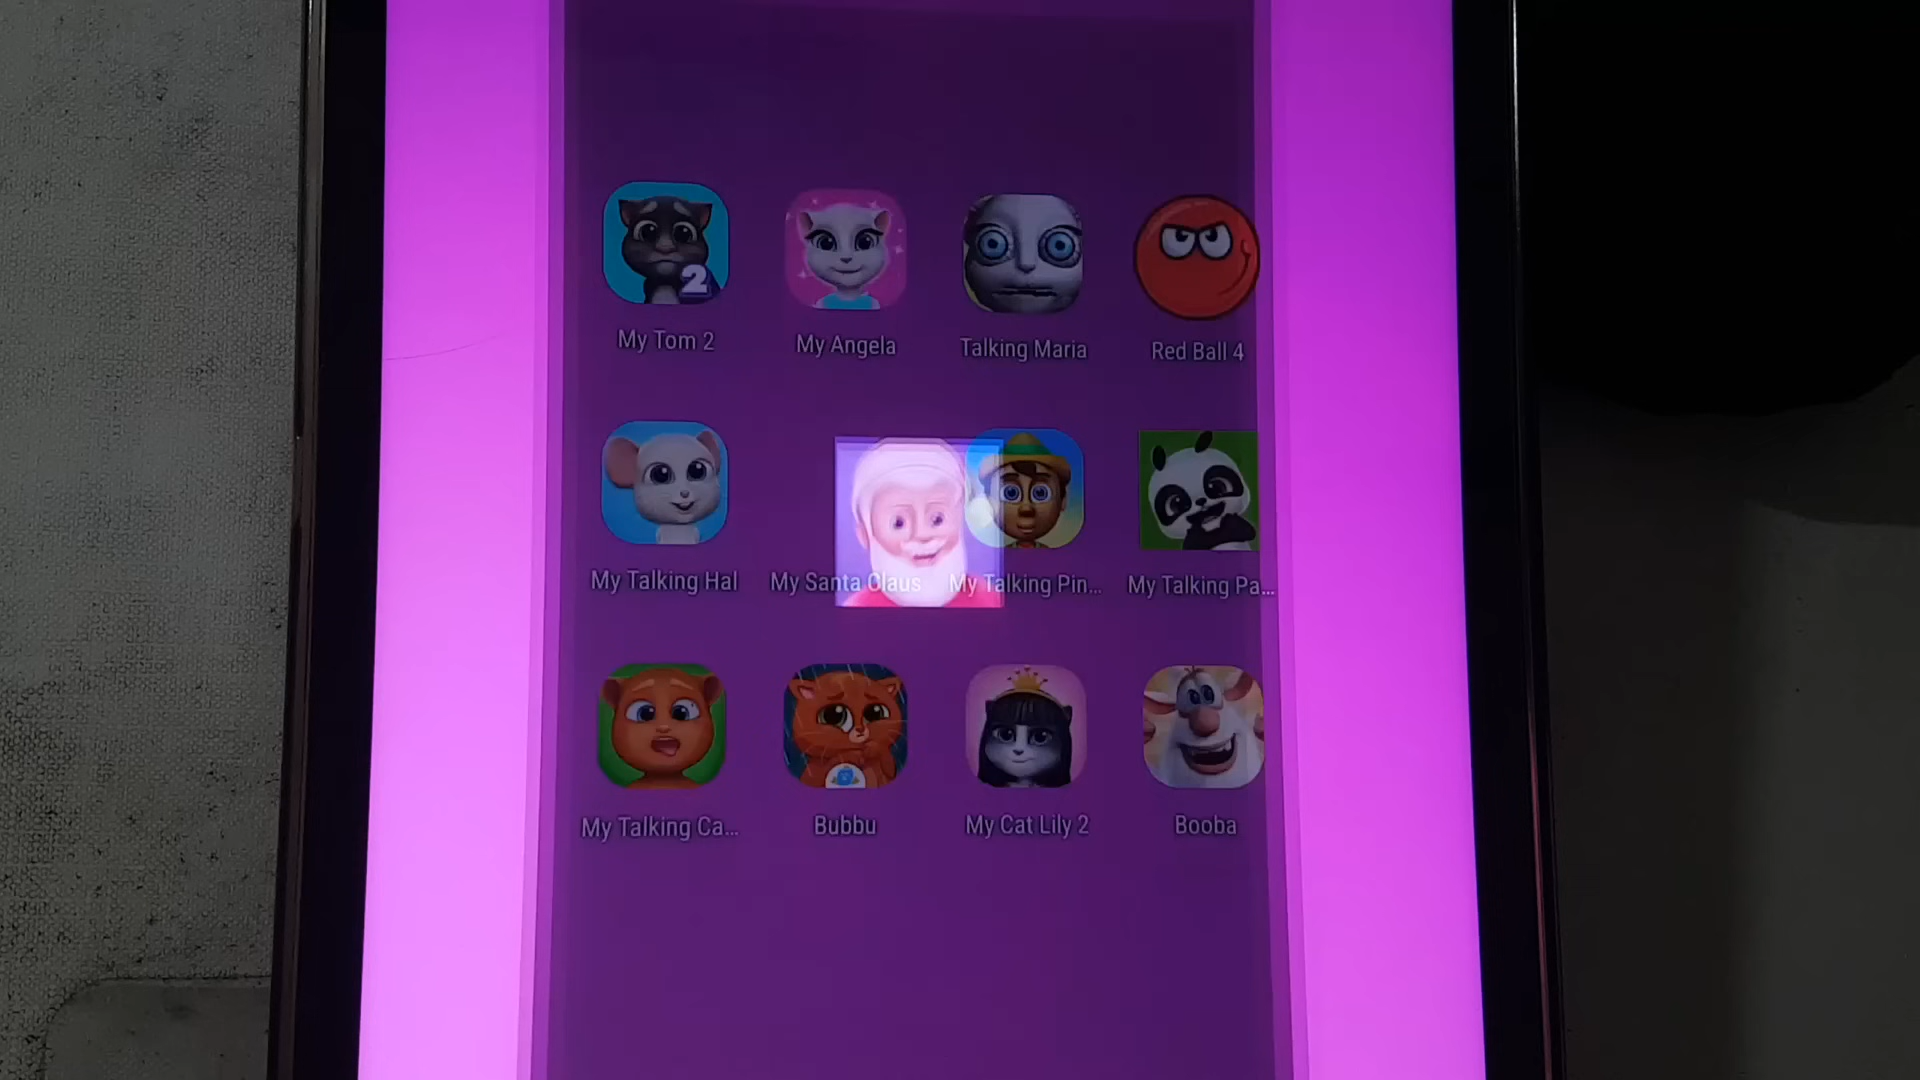 2
My Tom 2
My Angela
Talking Maria
Red Ball 4
My Talking Hal
My Santa Claus
My Talking Pin...
My Talking Pa...
My Talking Ca...
Bubbu
My Cat Lily 2
Booba